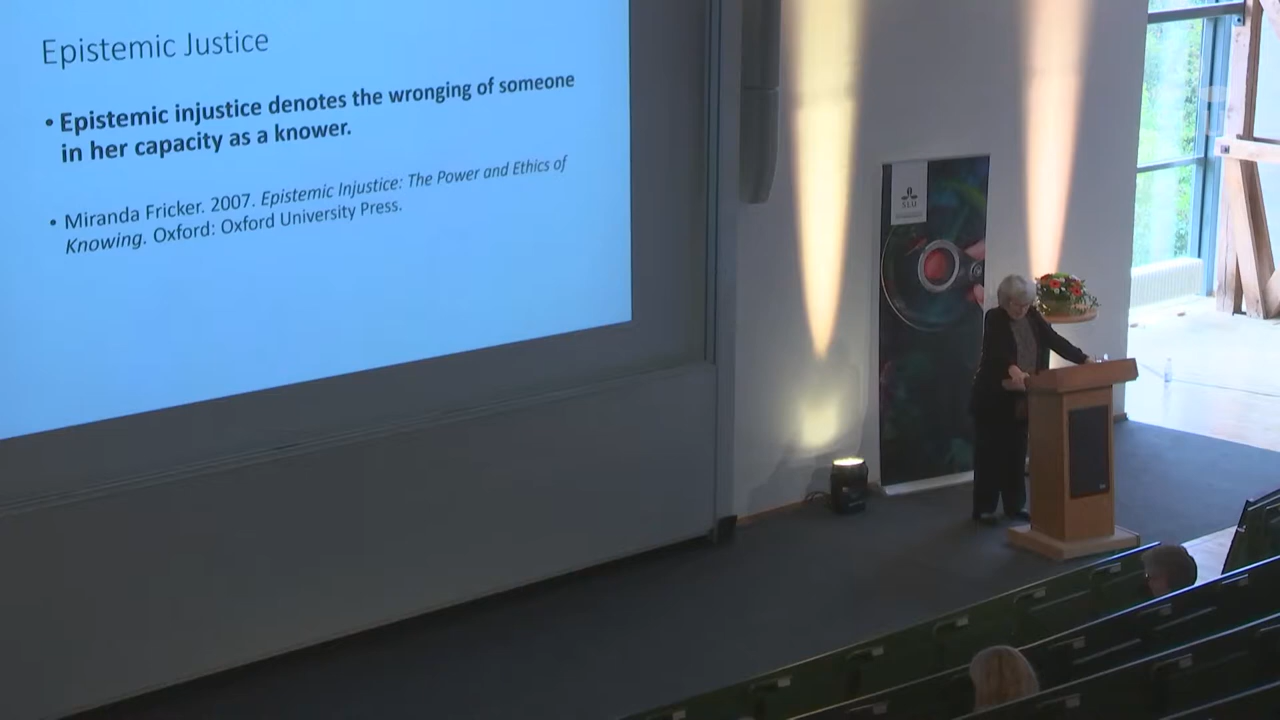 Epistemic Justice
• Epistemic injustice denotes the wronging of someone
in her capacity as a knower.
• Miranda Fricker. 2007. Epistemic Injustice: The Power and Ethics of
Knowing. Oxford: Oxford University Press.
SLU